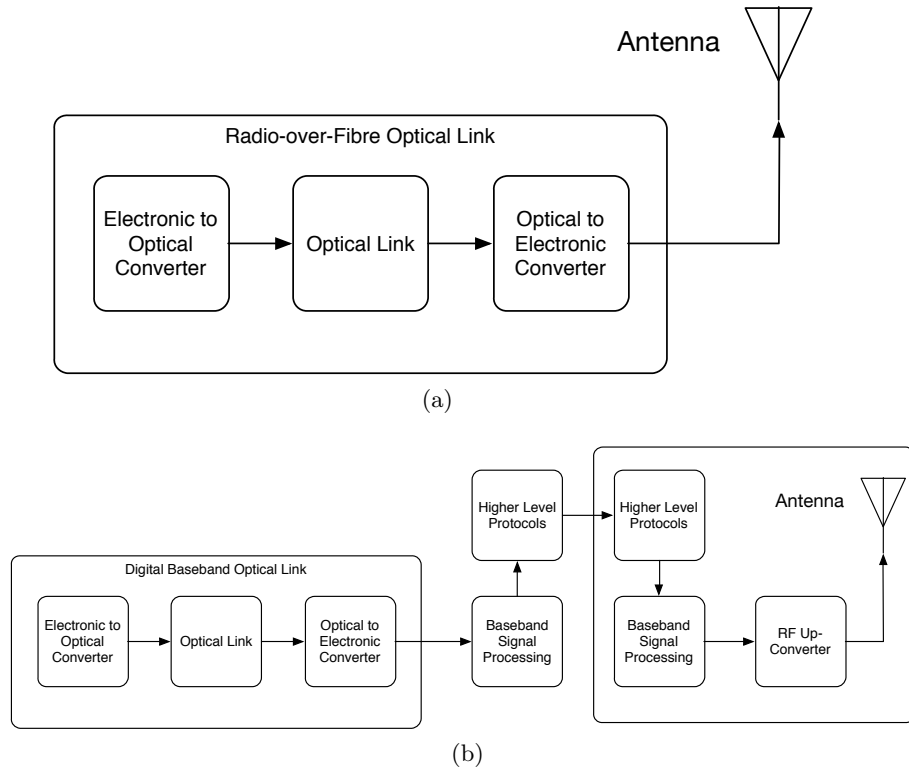 Antenna
Radio-over-Fibre Optical Link
Electronic to
Optical
Converter
Optical Link
Optical to
Electronic
Converter
(a)
Higher Level
Protocols
Higher Level
Protocols
Antenna
Digital Baseband Optical Link
Electronic to
Optical
Converter
Optical Link
Optical to
Electronic
Converter
Baseband
Signal
Processing
Baseband
Signal
Processing
RF Up-
Converter
(b)